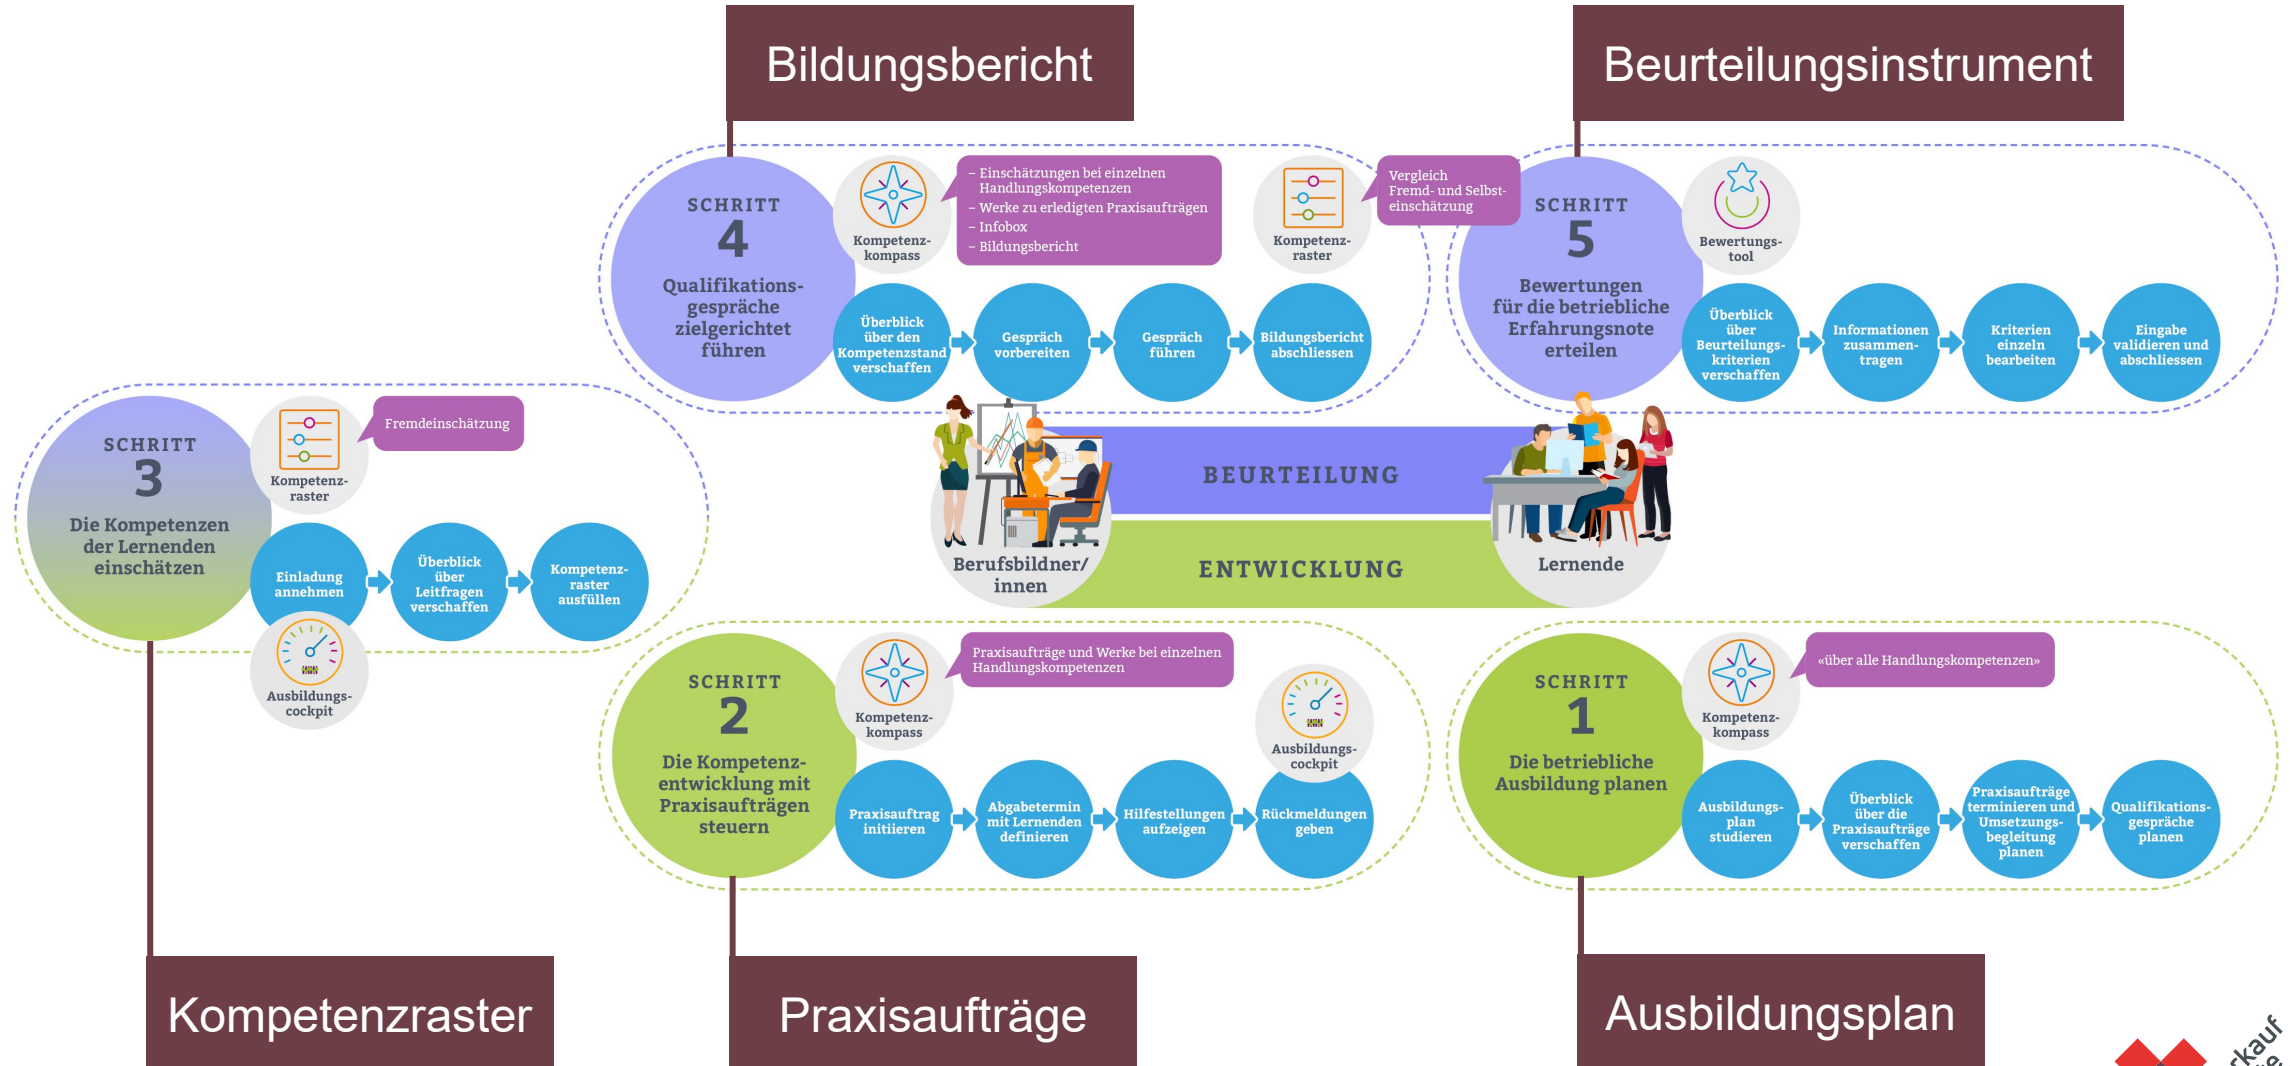 Bildungsbericht
Beurteilungsinstrument
SCHRITT
4
Qualifikations-
gespräche
zielgerichtet
führen
Kompetenz-
kompass
– Einschätzungen bei einzelnen
Handlungskompetenzen
– Werke zu erledigten Praxisaufträgen
– Infobox
– Bildungsbericht
Kompetenz-
raster
Vergleich
Fremd- und Selbst-
einschätzung
Überblick
über den
Kompetenzstand
verschaffen
Gespräch
vorbereiten
Gespräch
führen
Bildungsbericht
abschliessen
SCHRITT
5
Bewertungen
für die betriebliche
Erfahrungsnote
erteilen
Bewertungs-
tool
Überblick
über
Beurteilungs-
kriterien
verschaffen
Informationen
zusammen-
tragen
Kriterien
einzeln
bearbeiten
Eingabe
validieren und
abschliessen
SCHRITT
3
Die Kompetenzen
der Lernenden
einschätzen
Kompetenz-
raster
Fremdeinschätzung
Einladung
annehmen
Überblick
über
Leitfragen
verschaffen
Kompetenz-
raster
ausfüllen
Ausbildungs-
cockpit
BEURTEILUNG
ENTWICKLUNG
Berufsbildner/
innen
Lernende
SCHRITT
2
Die Kompetenz-
entwicklung mit
Praxisaufträgen
steuern
Kompetenz-
kompass
Praxisaufträge und Werke bei einzelnen
Handlungskompetenzen
Ausbildungs-
cockpit
Praxisauftrag
initiieren
Abgabetermin
mit Lernenden
definieren
Hilfestellungen
aufzeigen
Rückmeldungen
geben
SCHRITT
1
Die betriebliche
Ausbildung planen
Kompetenz-
kompass
«über alle Handlungskompetenzen»
Ausbildungs-
plan
studieren
Überblick
über die
Praxisaufträge
verschaffen
Praxisaufträge
terminieren und
Umsetzungs-
begleitung
planen
Qualifikations-
gespräche
planen
Kompetenzraster
Praxisaufträge
Ausbildungsplan